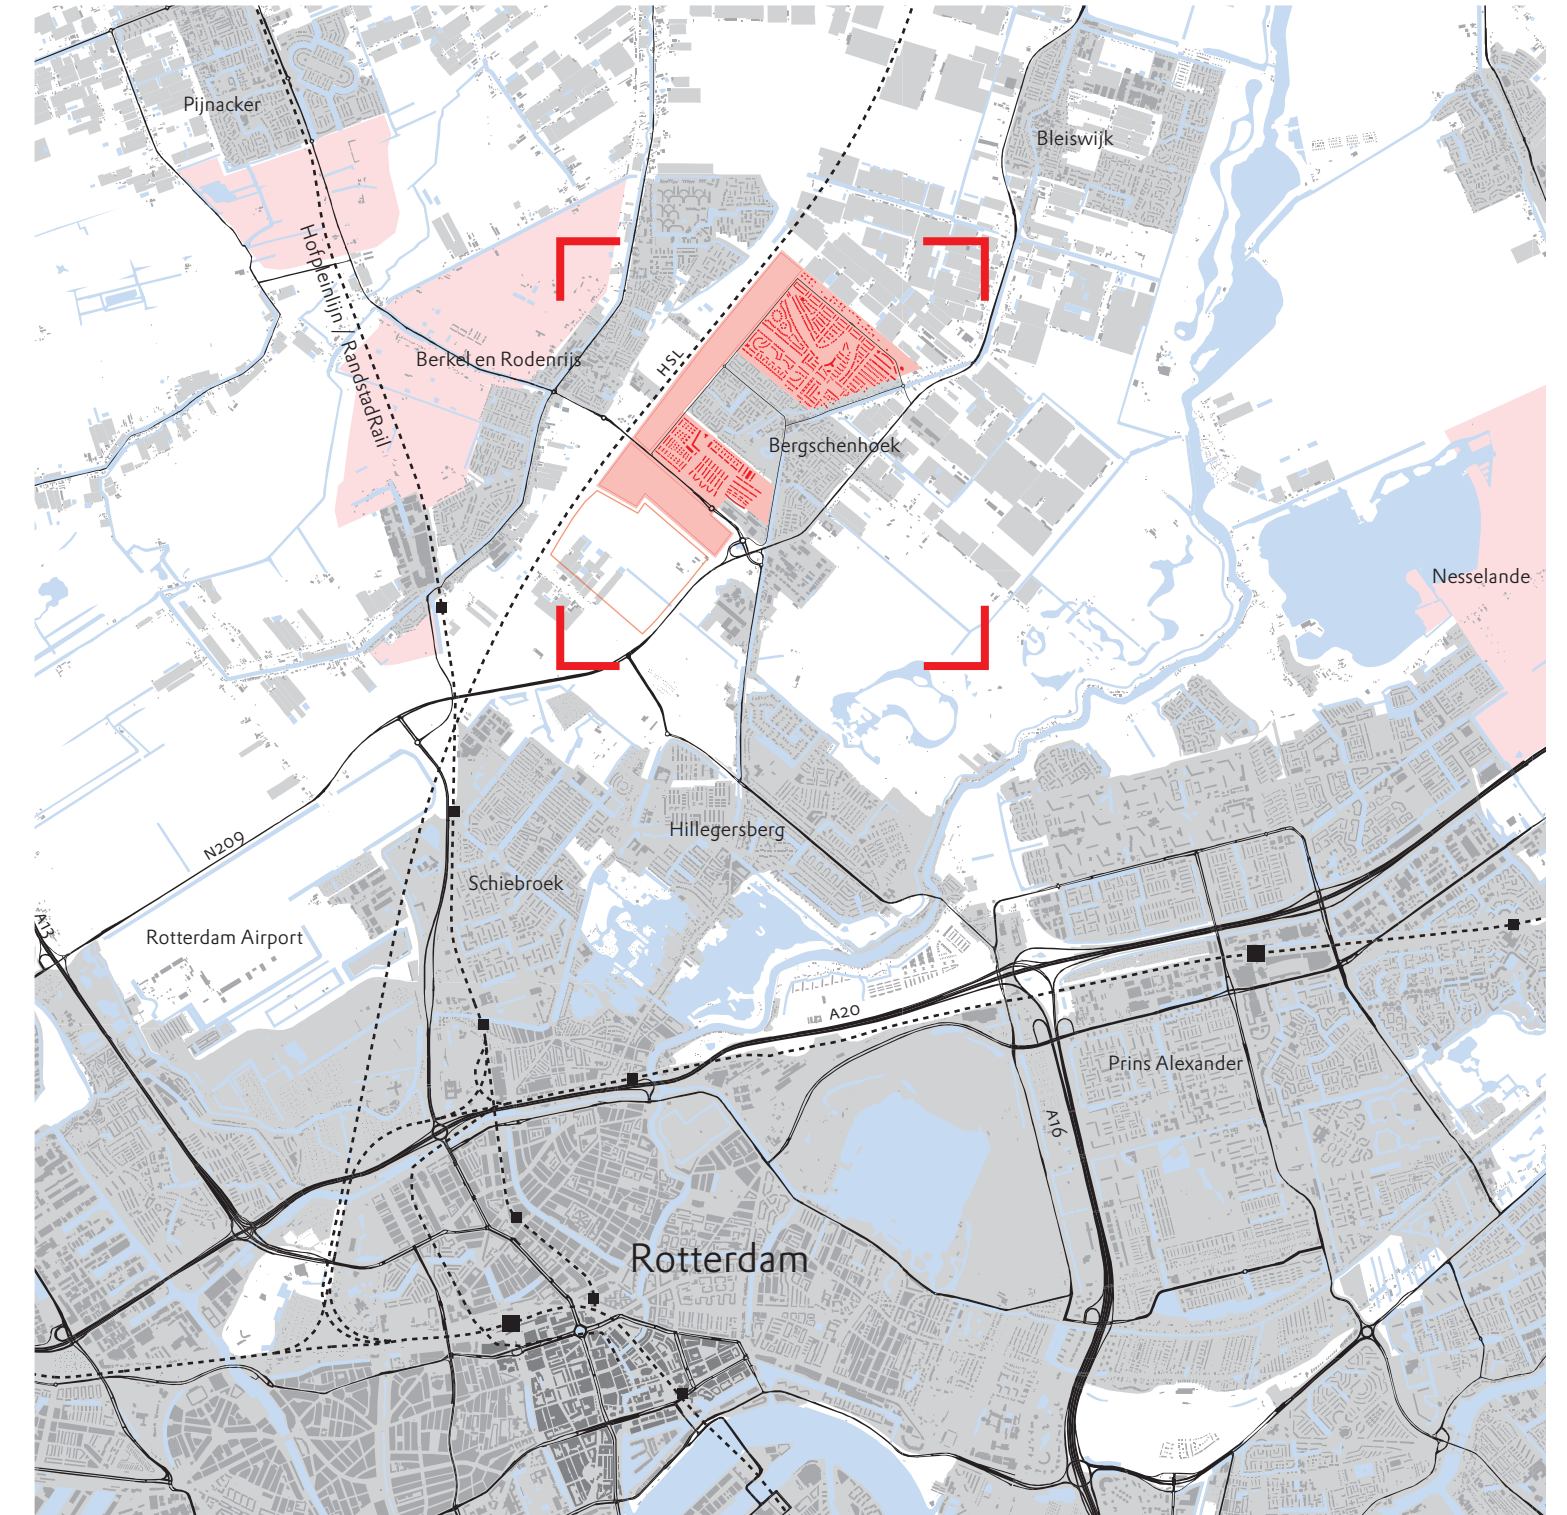 Pijnacker
Bleiswijk
Hofpleinlijn / RandstadRail
Berkel en Rodenrijs
HSL
Bergschenhoek
Nesselande
N209
Hillegersberg
Schiebroek
A13
Rotterdam Airport
A20
Prins Alexander
A16
Rotterdam